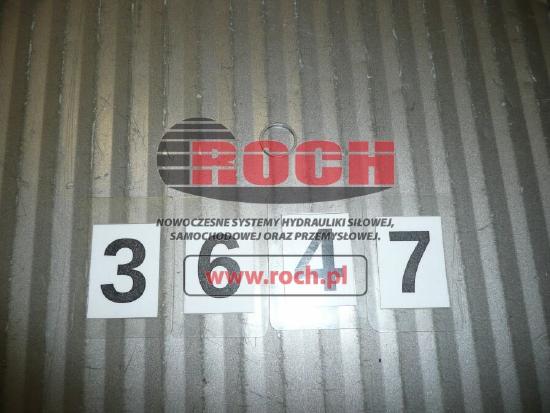 ROCH
NOWOCZESNE SYSTEMY HYDRAULIKI SIŁOWEJ,
SAMOCHODOWEJ ORAZ PRZEMYSŁOWEJ.
www.roch.pl
3 6 4 7